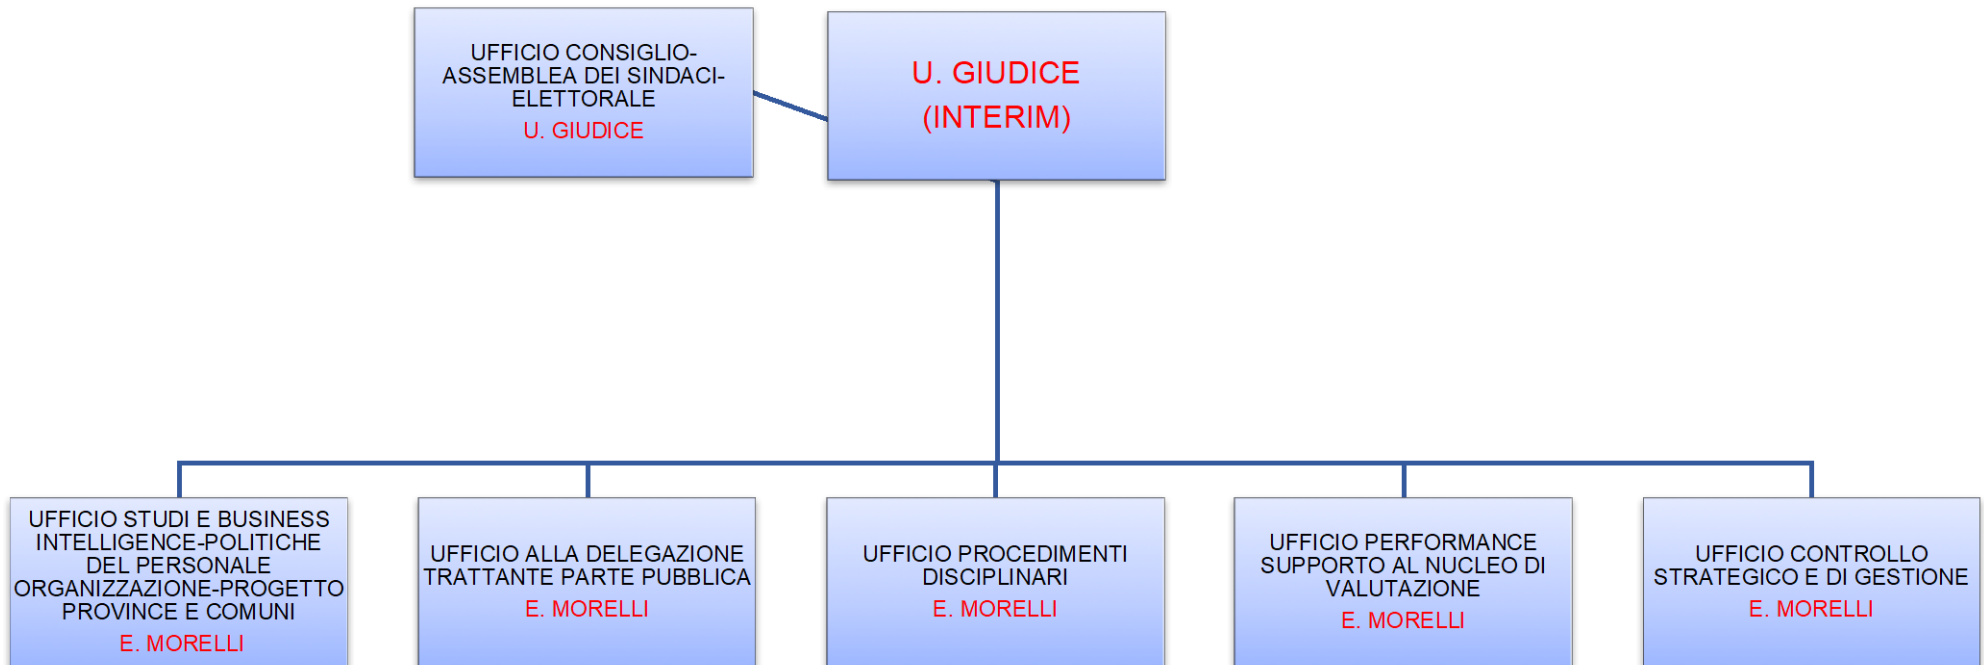 UFFICIO CONSIGLIO-
ASSEMBLEA DEI SINDACI-
ELETTORALE
U. GIUDICE
U. GIUDICE
(INTERIM)
UFFICIO STUDI E BUSINESS
INTELLIGENCE-POLITICHE
DEL PERSONALE
ORGANIZZAZIONE-PROGETTO
PROVINCE E COMUNI
E. MORELLI
UFFICIO ALLA DELEGAZIONE
TRATTANTE PARTE PUBBLICA
E. MORELLI
UFFICIO PROCEDIMENTI
DISCIPLINARI
E. MORELLI
UFFICIO PERFORMANCE
SUPPORTO AL NUCLEO DI
VALUTAZIONE
E. MORELLI
UFFICIO CONTROLLO
STRATEGICO E DI GESTIONE
E. MORELLI